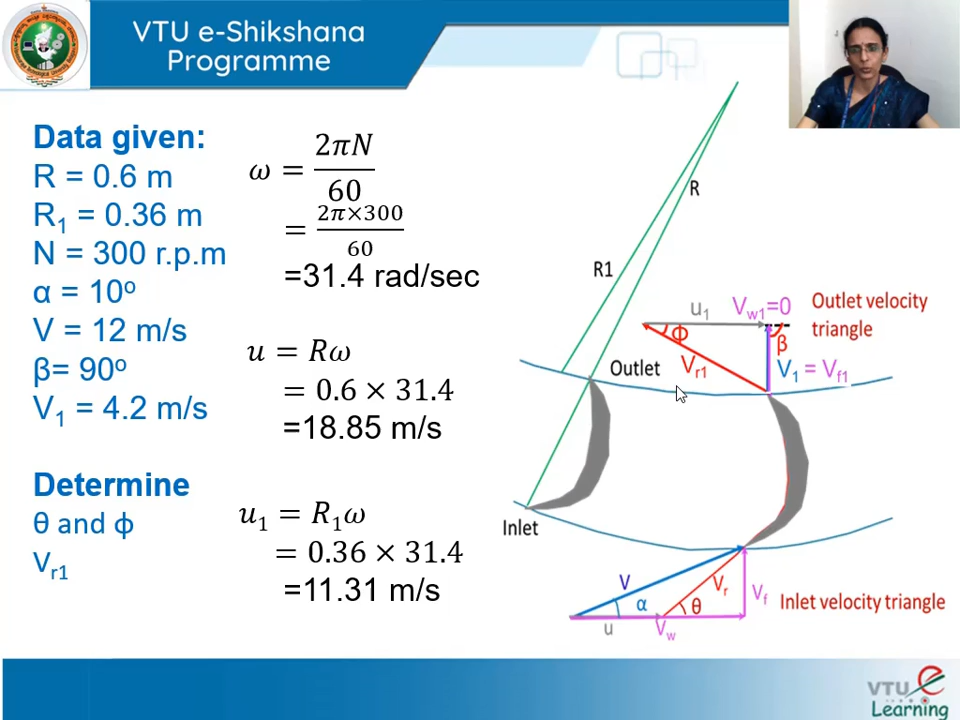 VTU e-Shikshana
Programme
Data given:
R = 0.6 m
R₁ = 0.36 m
N = 300 r.p.m
α = 10º
V = 12 m/s
β= 90º
V₁ = 4.2 m/s
Determine
θ and ϕ
Vᵣ₁
ω = 2πN/60
= 2π×300/60
=31.4 rad/sec
u = Rω
= 0.6 × 31.4
=18.85 m/s
u₁ = R₁ω
= 0.36 × 31.4
=11.31 m/s
R
R1
u₁
V_w1=0
Outlet velocity
triangle
Φ
β
Outlet
V_r1
V₁ = V_f1
Inlet
V
α
V_r
θ
V_f
Inlet velocity triangle
u
V_w
VTU e
Learning